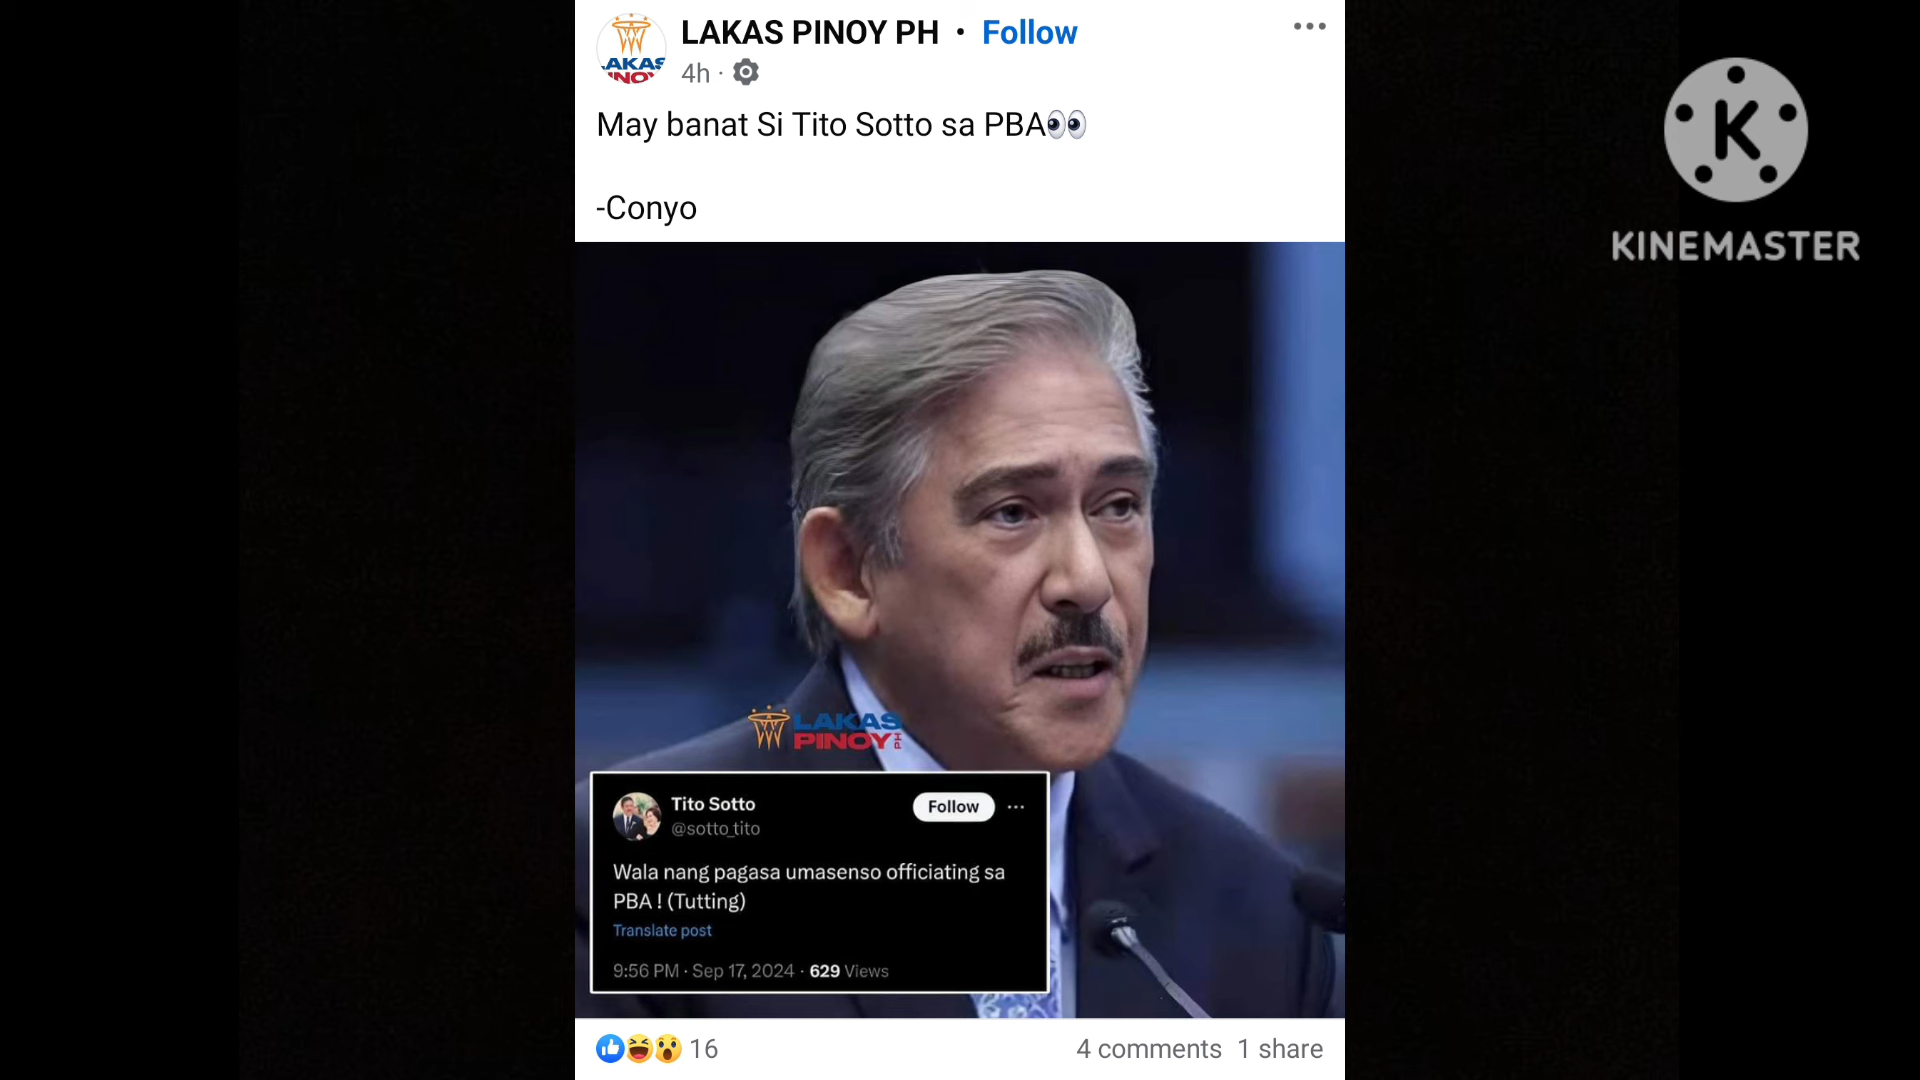 LAKAS PINOY PH • Follow
4h ·
May banat Si Tito Sotto sa PBA👀
-Conyo
K
KINEMASTER
LAKAS
PINOY PH
Tito Sotto
@sotto_tito
Follow
Wala nang pagasa umasenso officiating sa
PBA ! (Tutting)
Translate post
9:56 PM · Sep 17, 2024 · 629 Views
16
4 comments 1 share